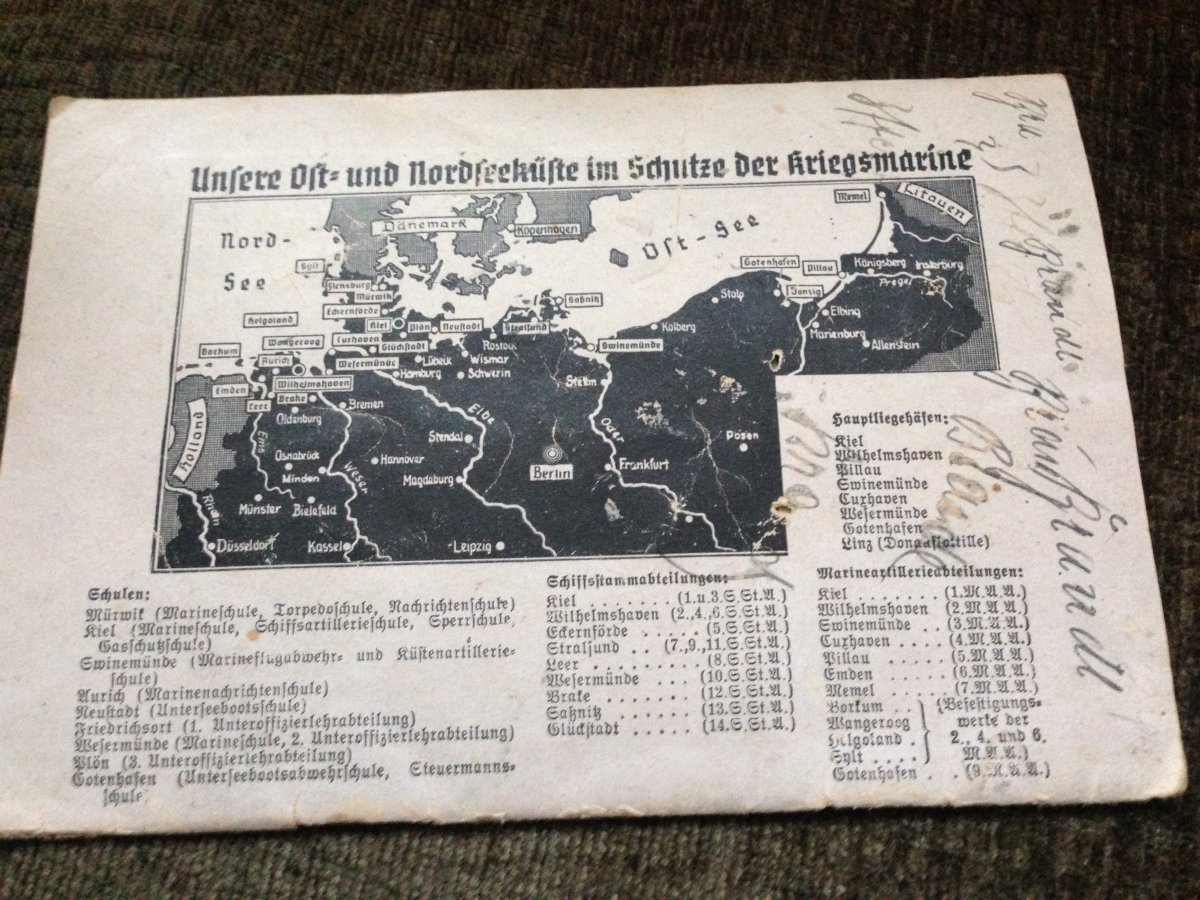 Unsere Ost- und Nordseeküste im Schutze der Kriegsmarine
Nord-
See
Dänemark
Kopenhagen
Ost-See
Memel
Litauen
Sylt
Flensburg
Mürwik
Eckernförde
Kiel
Plön
Neustadt
Stralsund
Saßnitz
Gotenhafen
Pillau
Königsberg
Insterburg
Pregel
Danzig
Stolp
Elbing
Marienburg
Allenstein
Kolberg
Helgoland
Wangeroog
Cuxhaven
Glückstadt
Rostock
Swinemünde
Borkum
Aurich
Wesermünde
Lübeck
Wismar
Hamburg
Schwerin
Stettin
Emden
Wilhelmshaven
Leer
Brake
Bremen
Oldenburg
Elbe
Oder
Holland
Ems
Stendal
Posen
Osnabrück
Hannover
Minden
Weser
Magdeburg
Berlin
Frankfurt
Rhein
Münster
Bielefeld
Düsseldorf
Kassel
Leipzig
Hauptliegehäfen:
Kiel
Wilhelmshaven
Pillau
Swinemünde
Cuxhaven
Wesermünde
Gotenhafen
Linz (Donauflottille)
Schulen:
Mürwik (Marineschule, Torpedoschule, Nachrichtenschule)
Kiel (Marineschule, Schiffsartillerieschule, Sperrschule,
Gasschutzschule)
Swinemünde (Marineflugabwehr- und Küstenartillerie-
schule)
Aurich (Marinenachrichtenschule)
Neustadt (Unterseebootsschule)
Friedrichsort (1. Unteroffizierlehrabteilung)
Wesermünde (Marineschule, 2. Unteroffizierlehrabteilung)
Plön (3. Unteroffizierlehrabteilung)
Gotenhafen (Unterseebootsabwehrschule, Steuermanns-
schule)
Schiffsstammabteilungen:
Kiel . . . . . . . (1.u.3.S.St.A.)
Wilhelmshaven (2.,4.,6.S.St.A.)
Eckernförde . . . . . (5.S.St.A.)
Stralsund . . (7.,9.,11.S.St.A.)
Leer . . . . . . . . . (8.S.St.A.)
Wesermünde . . . . (10.S.St.A.)
Brake . . . . . . (12.S.St.A.)
Saßnitz . . . . . . (13.S.St.A.)
Glückstadt . . . . . (14.S.St.A.)
Marineartillerieabteilungen:
Kiel . . . . . . . (1.M.A.A.)
Wilhelmshaven (2.M.A.A.)
Swinemünde . . (3.M.A.A.)
Cuxhaven . . . . (4.M.A.A.)
Pillau . . . . . . (5.M.A.A.)
Emden . . . . . . (6.M.A.A.)
Memel . . . . . . (7.M.A.A.)
Borkum . . (Befestigungs-
Wangeroog werke der
Helgoland . 2., 4. und 6.
Sylt . . . . M.A.A.)
Gotenhafen . . (9.M.A.A.)